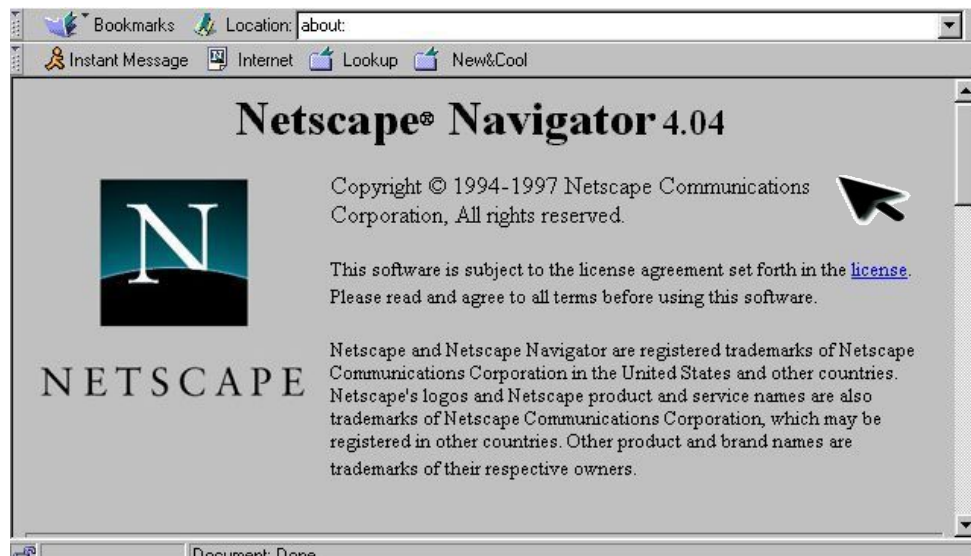 Bookmarks Location: about:
Instant Message Internet Lookup New&Cool
Netscape® Navigator 4.04
N
Copyright © 1994-1997 Netscape Communications
Corporation, All rights reserved.
This software is subject to the license agreement set forth in the license.
Please read and agree to all terms before using this software.
NETSCAPE
Netscape and Netscape Navigator are registered trademarks of Netscape
Communications Corporation in the United States and other countries.
Netscape's logos and Netscape product and service names are also
trademarks of Netscape Communications Corporation, which may be
registered in other countries. Other product and brand names are
trademarks of their respective owners.
Document: Done